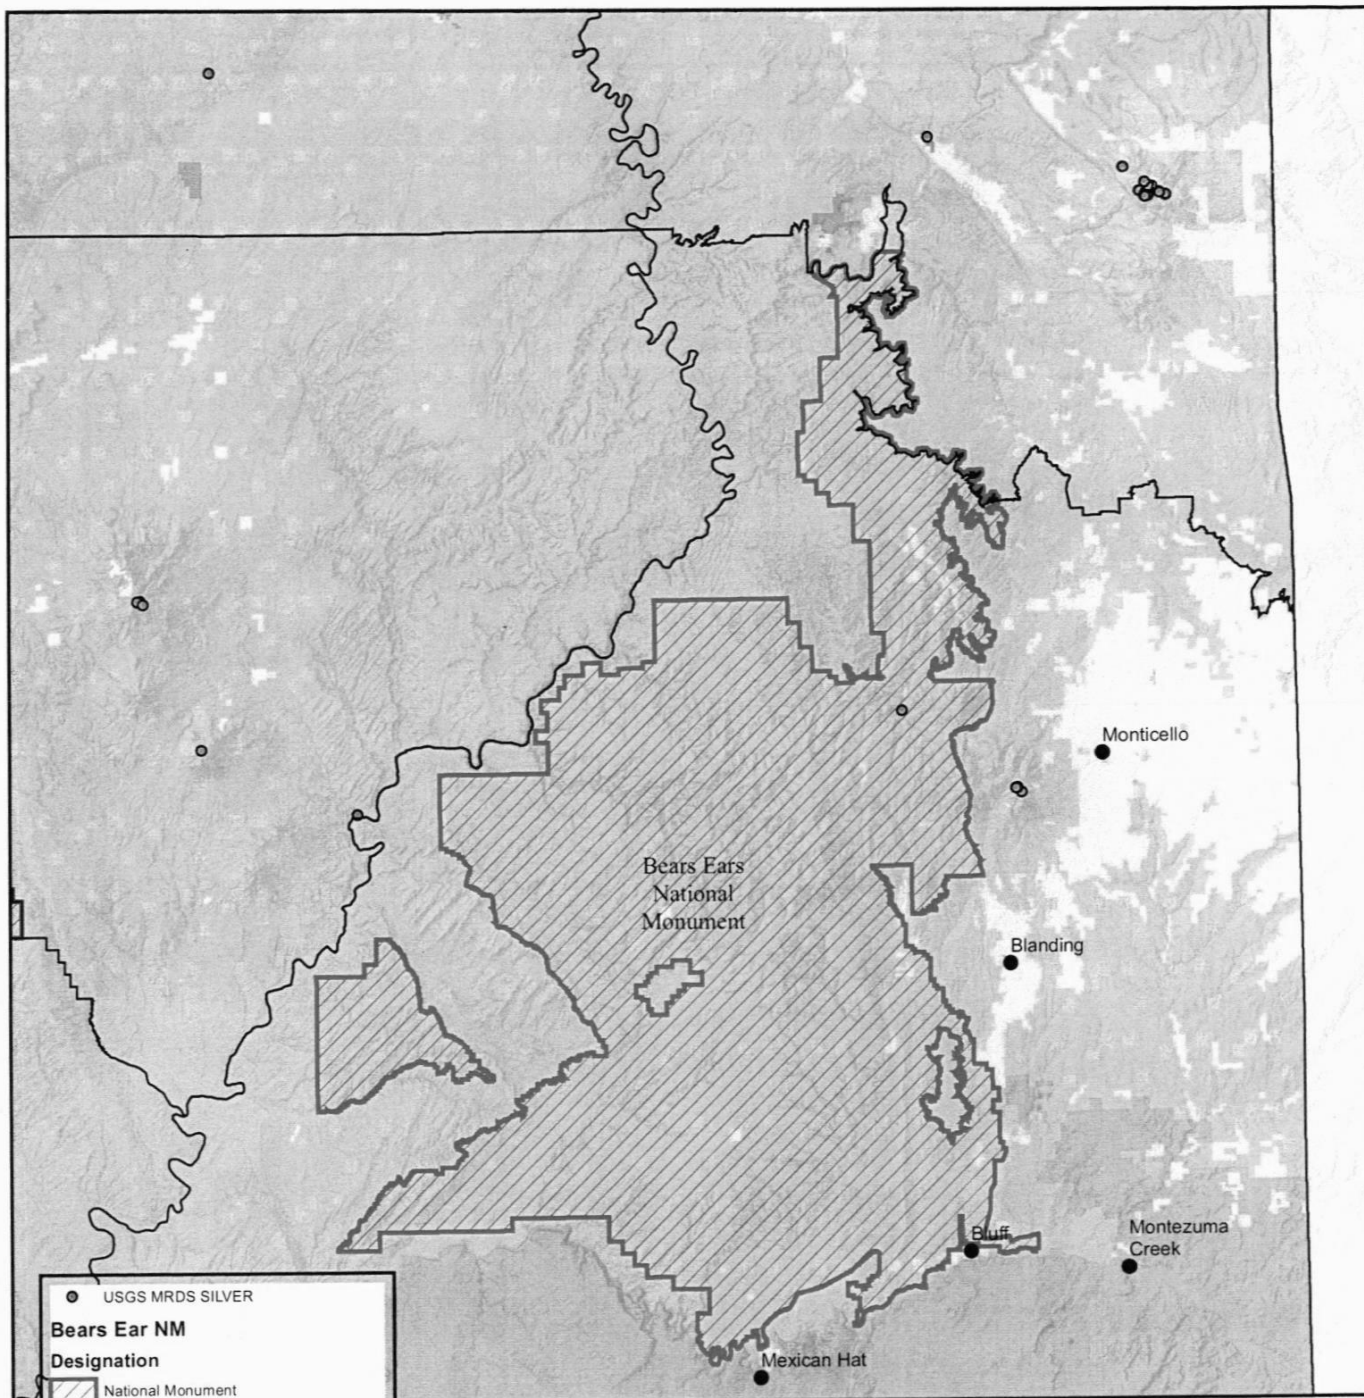 Monticello
Bears Ears
National
Monument
Blanding
Bluff
Montezuma
Creek
USGS MRDS SILVER
Bears Ear NM
Designation
National Monument
Mexican Hat